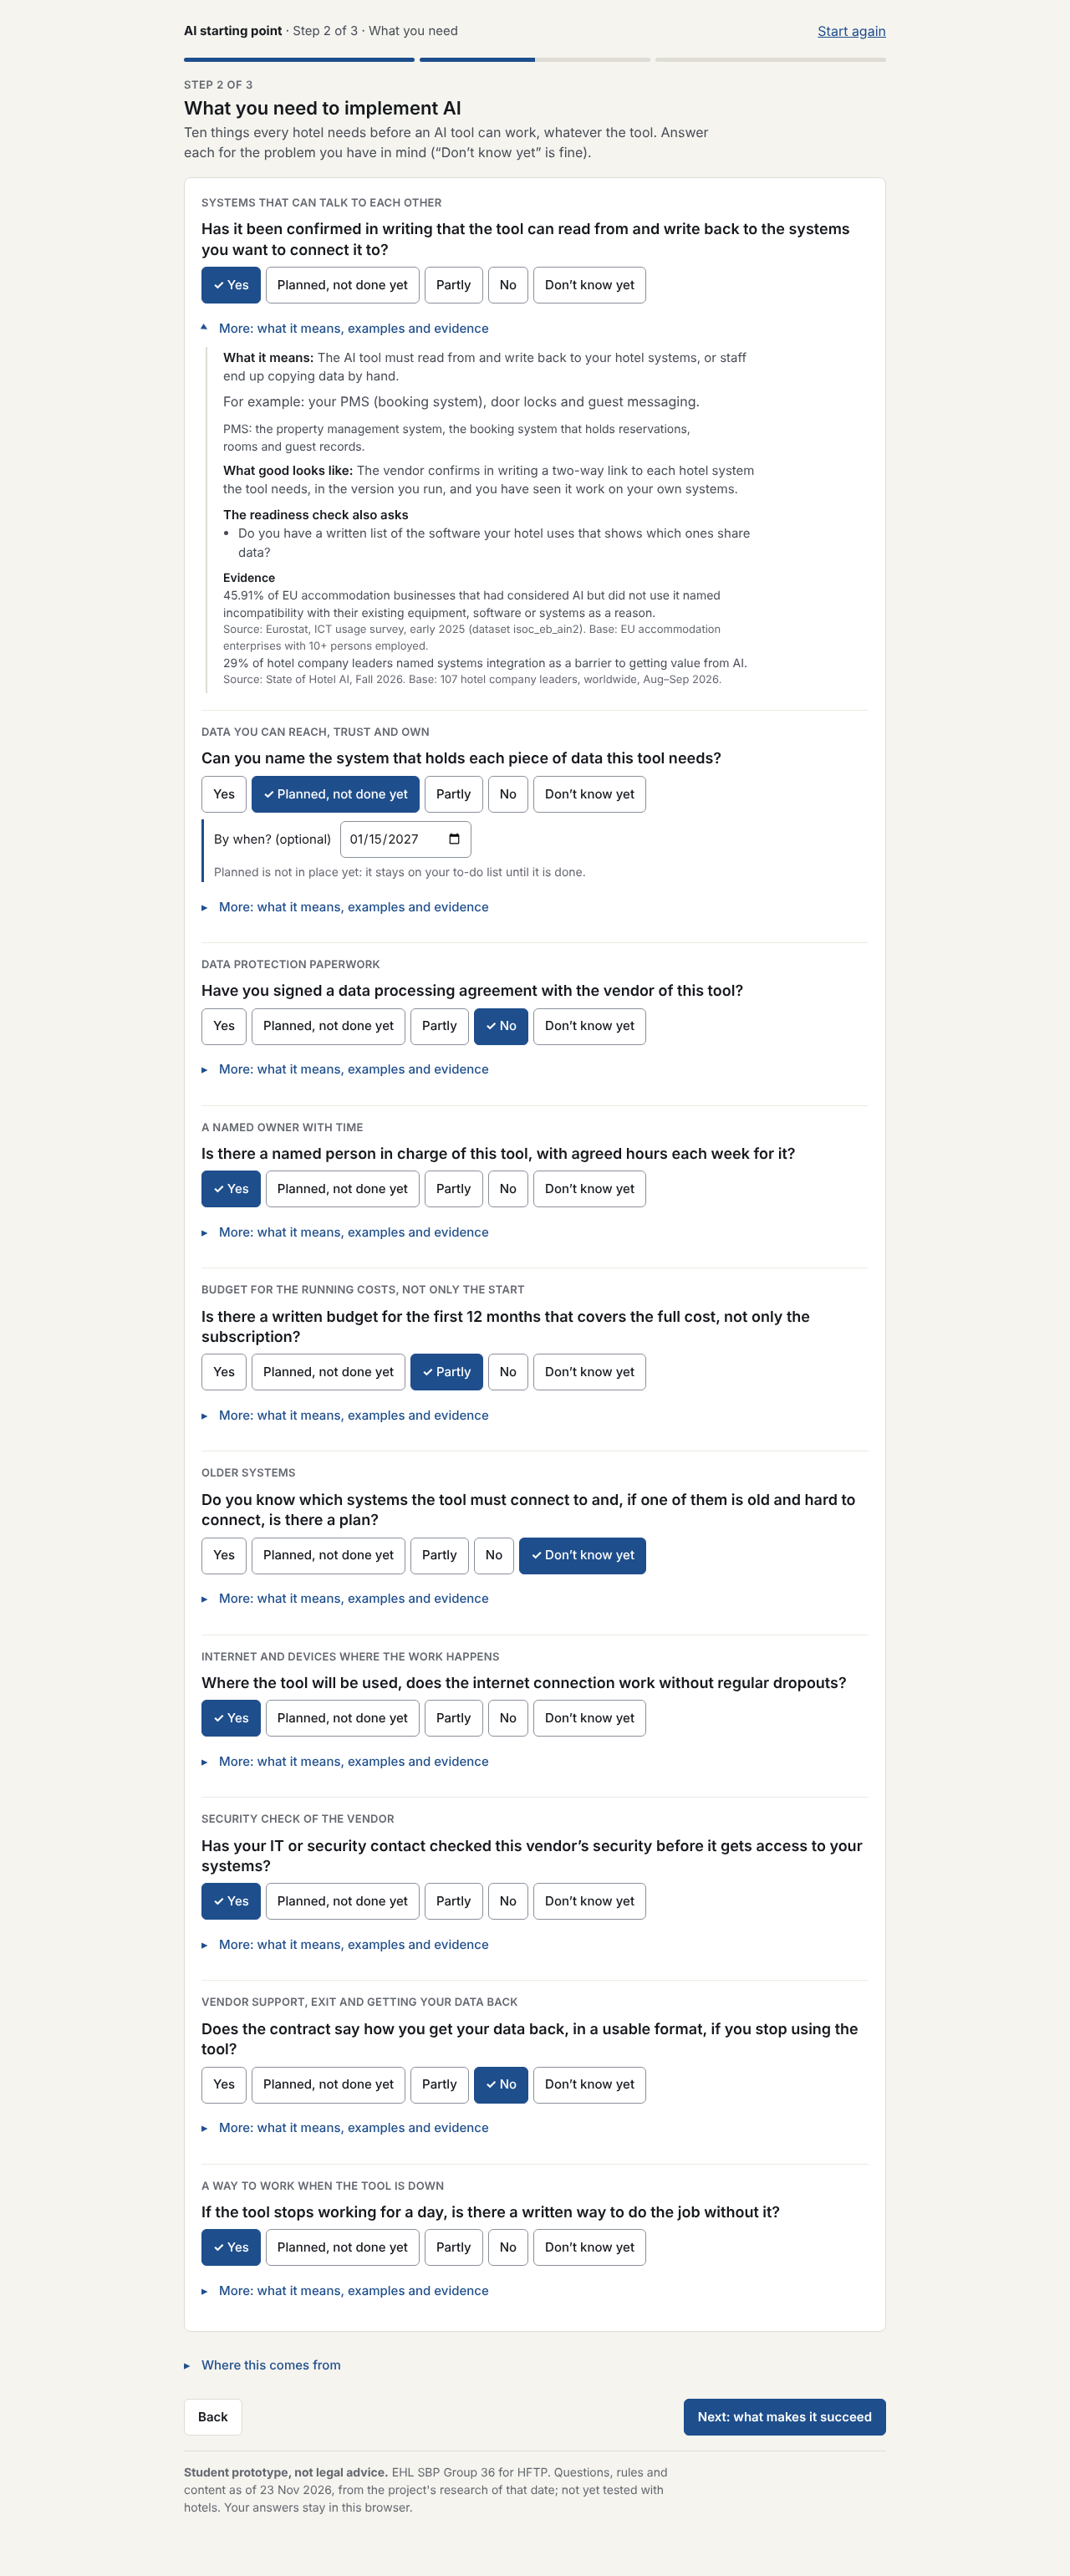 AI starting point · Step 2 of 3 · What you need
Start again
STEP 2 OF 3
What you need to implement AI
Ten things every hotel needs before an AI tool can work, whatever the tool. Answer
each for the problem you have in mind (“Don’t know yet” is fine).
SYSTEMS THAT CAN TALK TO EACH OTHER
Has it been confirmed in writing that the tool can read from and write back to the systems
you want to connect it to?
✓ Yes Planned, not done yet Partly No Don’t know yet
More: what it means, examples and evidence
What it means: The AI tool must read from and write back to your hotel systems, or staff
end up copying data by hand.
For example: your PMS (booking system), door locks and guest messaging.
PMS: the property management system, the booking system that holds reservations,
rooms and guest records.
What good looks like: The vendor confirms in writing a two-way link to each hotel system
the tool needs, in the version you run, and you have seen it work on your own systems.
The readiness check also asks
• Do you have a written list of the software your hotel uses that shows which ones share
data?
Evidence
45.91% of EU accommodation businesses that had considered AI but did not use it named
incompatibility with their existing equipment, software or systems as a reason.
Source: Eurostat, ICT usage survey, early 2025 (dataset isoc_eb_ain2). Base: EU accommodation
enterprises with 10+ persons employed.
29% of hotel company leaders named systems integration as a barrier to getting value from AI.
Source: State of Hotel AI, Fall 2026. Base: 107 hotel company leaders, worldwide, Aug–Sep 2026.
DATA YOU CAN REACH, TRUST AND OWN
Can you name the system that holds each piece of data this tool needs?
Yes ✓ Planned, not done yet Partly No Don’t know yet
By when? (optional) 01/15/2027
Planned is not in place yet: it stays on your to-do list until it is done.
More: what it means, examples and evidence
DATA PROTECTION PAPERWORK
Have you signed a data processing agreement with the vendor of this tool?
Yes Planned, not done yet Partly ✓ No Don’t know yet
More: what it means, examples and evidence
A NAMED OWNER WITH TIME
Is there a named person in charge of this tool, with agreed hours each week for it?
✓ Yes Planned, not done yet Partly No Don’t know yet
More: what it means, examples and evidence
BUDGET FOR THE RUNNING COSTS, NOT ONLY THE START
Is there a written budget for the first 12 months that covers the full cost, not only the
subscription?
Yes Planned, not done yet ✓ Partly No Don’t know yet
More: what it means, examples and evidence
OLDER SYSTEMS
Do you know which systems the tool must connect to and, if one of them is old and hard to
connect, is there a plan?
Yes Planned, not done yet Partly No ✓ Don’t know yet
More: what it means, examples and evidence
INTERNET AND DEVICES WHERE THE WORK HAPPENS
Where the tool will be used, does the internet connection work without regular dropouts?
✓ Yes Planned, not done yet Partly No Don’t know yet
More: what it means, examples and evidence
SECURITY CHECK OF THE VENDOR
Has your IT or security contact checked this vendor’s security before it gets access to your
systems?
✓ Yes Planned, not done yet Partly No Don’t know yet
More: what it means, examples and evidence
VENDOR SUPPORT, EXIT AND GETTING YOUR DATA BACK
Does the contract say how you get your data back, in a usable format, if you stop using the
tool?
Yes Planned, not done yet Partly ✓ No Don’t know yet
More: what it means, examples and evidence
A WAY TO WORK WHEN THE TOOL IS DOWN
If the tool stops working for a day, is there a written way to do the job without it?
✓ Yes Planned, not done yet Partly No Don’t know yet
More: what it means, examples and evidence
Where this comes from
Back
Next: what makes it succeed
Student prototype, not legal advice. EHL SBP Group 36 for HFTP. Questions, rules and
content as of 23 Nov 2026, from the project's research of that date; not yet tested with
hotels. Your answers stay in this browser.